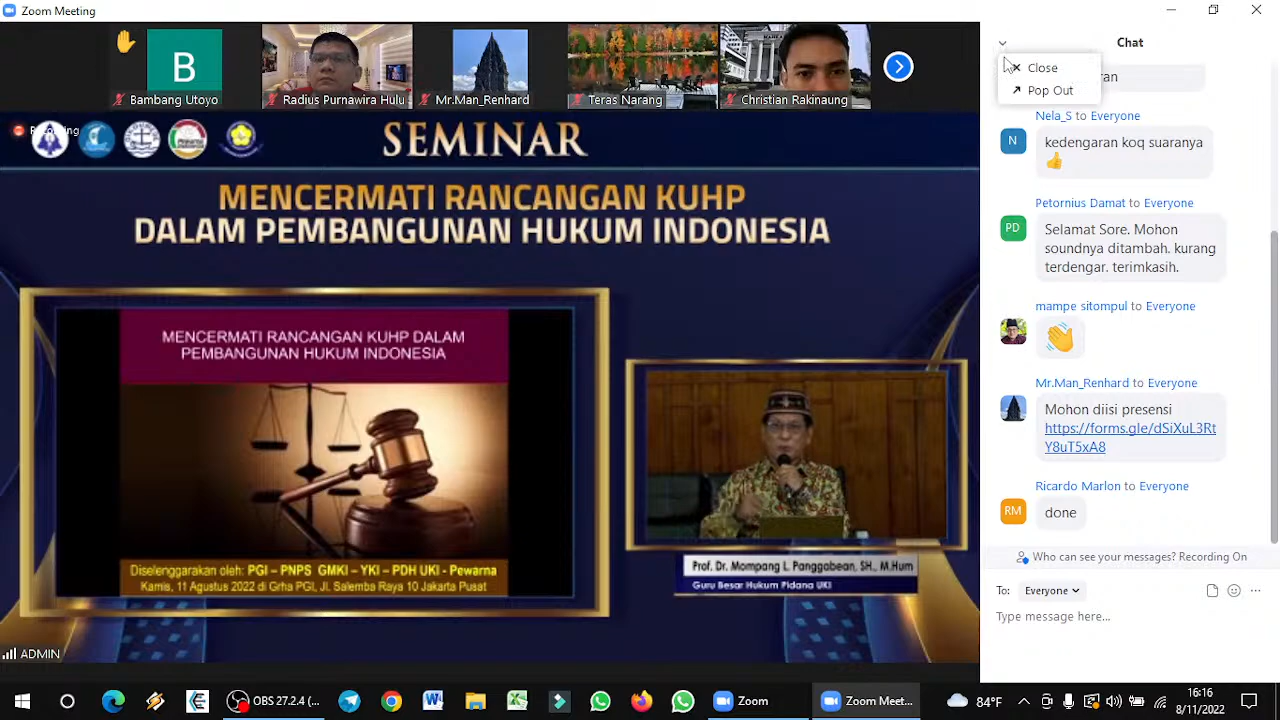 Zoom Meeting
B
Bambang Utoyo
Radius Purnawira Hulu
Mr.Man_Renhard
Teras Narang
Christian Rakinaung
SEMINAR
MENCERMATI RANCANGAN KUHP
DALAM PEMBANGUNAN HUKUM INDONESIA
MENCERMATI RANCANGAN KUHP DALAM
PEMBANGUNAN HUKUM INDONESIA
Diselenggarakan oleh: PGI – PNPS GMKI – YKI – PDH UKI - Pewarna
Kamis, 11 Agustus 2022 di Grha PGI, Jl. Salemba Raya 10 Jakarta Pusat
Prof. Dr. Mompang L. Panggabean, SH., M.Hum
Guru Besar Hukum Pidana UKI
ADMIN
Chat
Close
Pop Out
Nela_S to Everyone
N
kedengaran koq suaranya
Petornius Damat to Everyone
PD
Selamat Sore. Mohon
soundnya ditambah. kurang
terdengar. terimkasih.
mampe sitompul to Everyone
Mr.Man_Renhard to Everyone
Mohon diisi presensi
https://forms.gle/dSiXuL3Rt
Y8uT5xA8
Ricardo Marlon to Everyone
RM
done
Who can see your messages? Recording On
To: Everyone
Type message here...
OBS 27.2.4 (...
Zoom
Zoom Meet...
84°F
16:16
8/11/2022